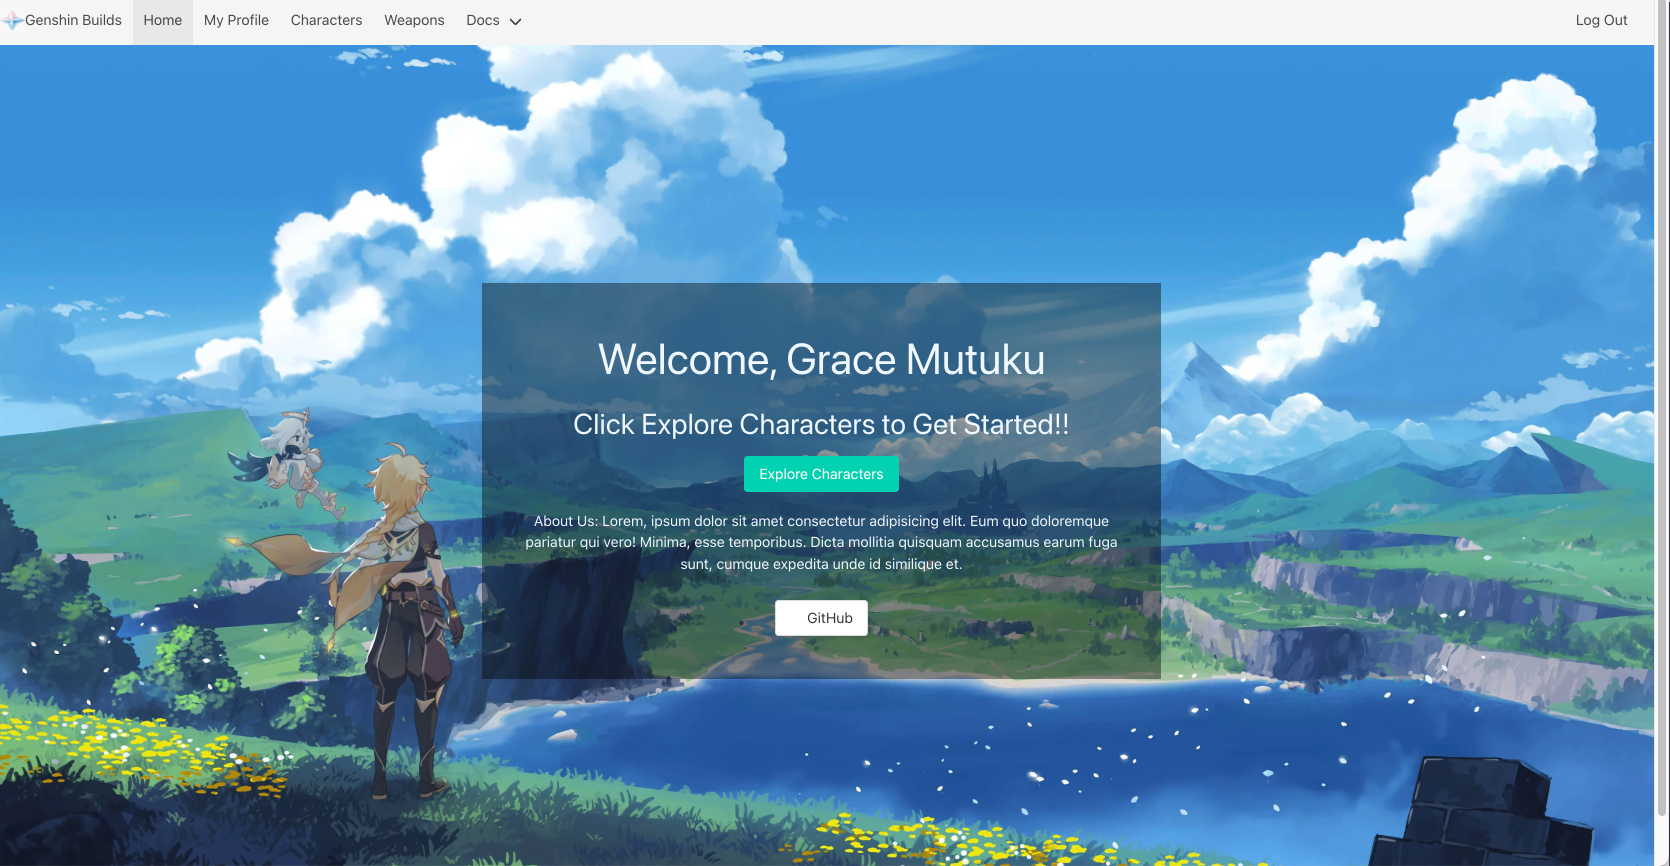 Genshin Builds Home My Profile Characters Weapons Docs Log Out
Welcome, Grace Mutuku
Click Explore Characters to Get Started!!
Explore Characters
About Us: Lorem, ipsum dolor sit amet consectetur adipisicing elit. Eum quo doloremque
pariatur qui vero! Minima, esse temporibus. Dicta mollitia quisquam accusamus earum fuga
sunt, cumque expedita unde id similique et.
GitHub